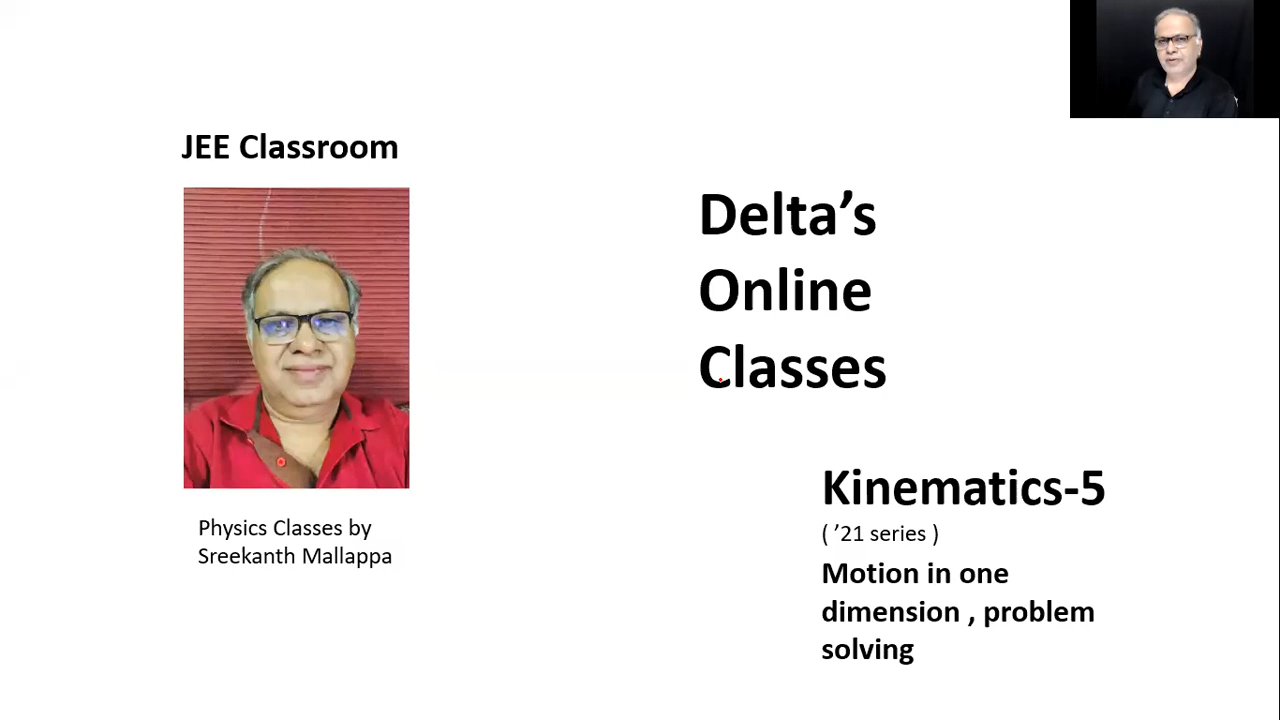 JEE Classroom
Delta’s
Online
Classes
Kinematics-5
( ’21 series )
Physics Classes by
Sreekanth Mallappa
Motion in one
dimension , problem
solving